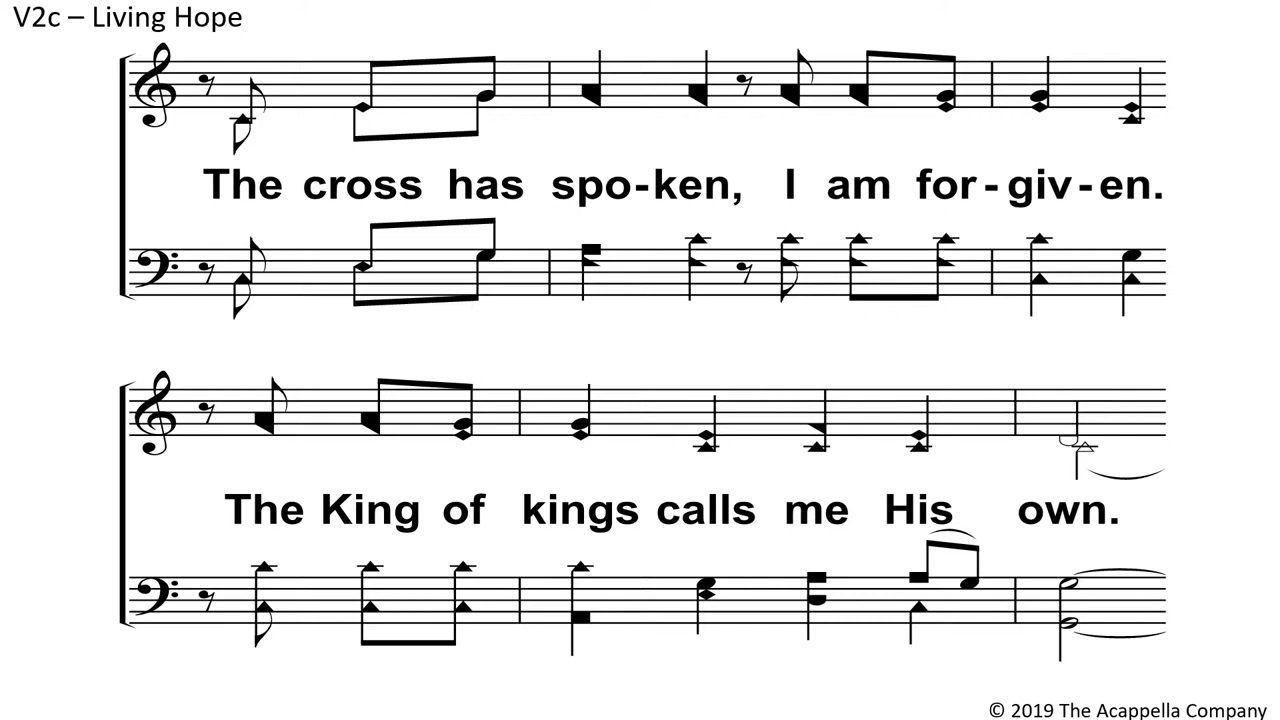 V2c – Living Hope
The cross has spo-ken, I am for-giv-en.
The King of kings calls me His own.
© 2019 The Acappella Company